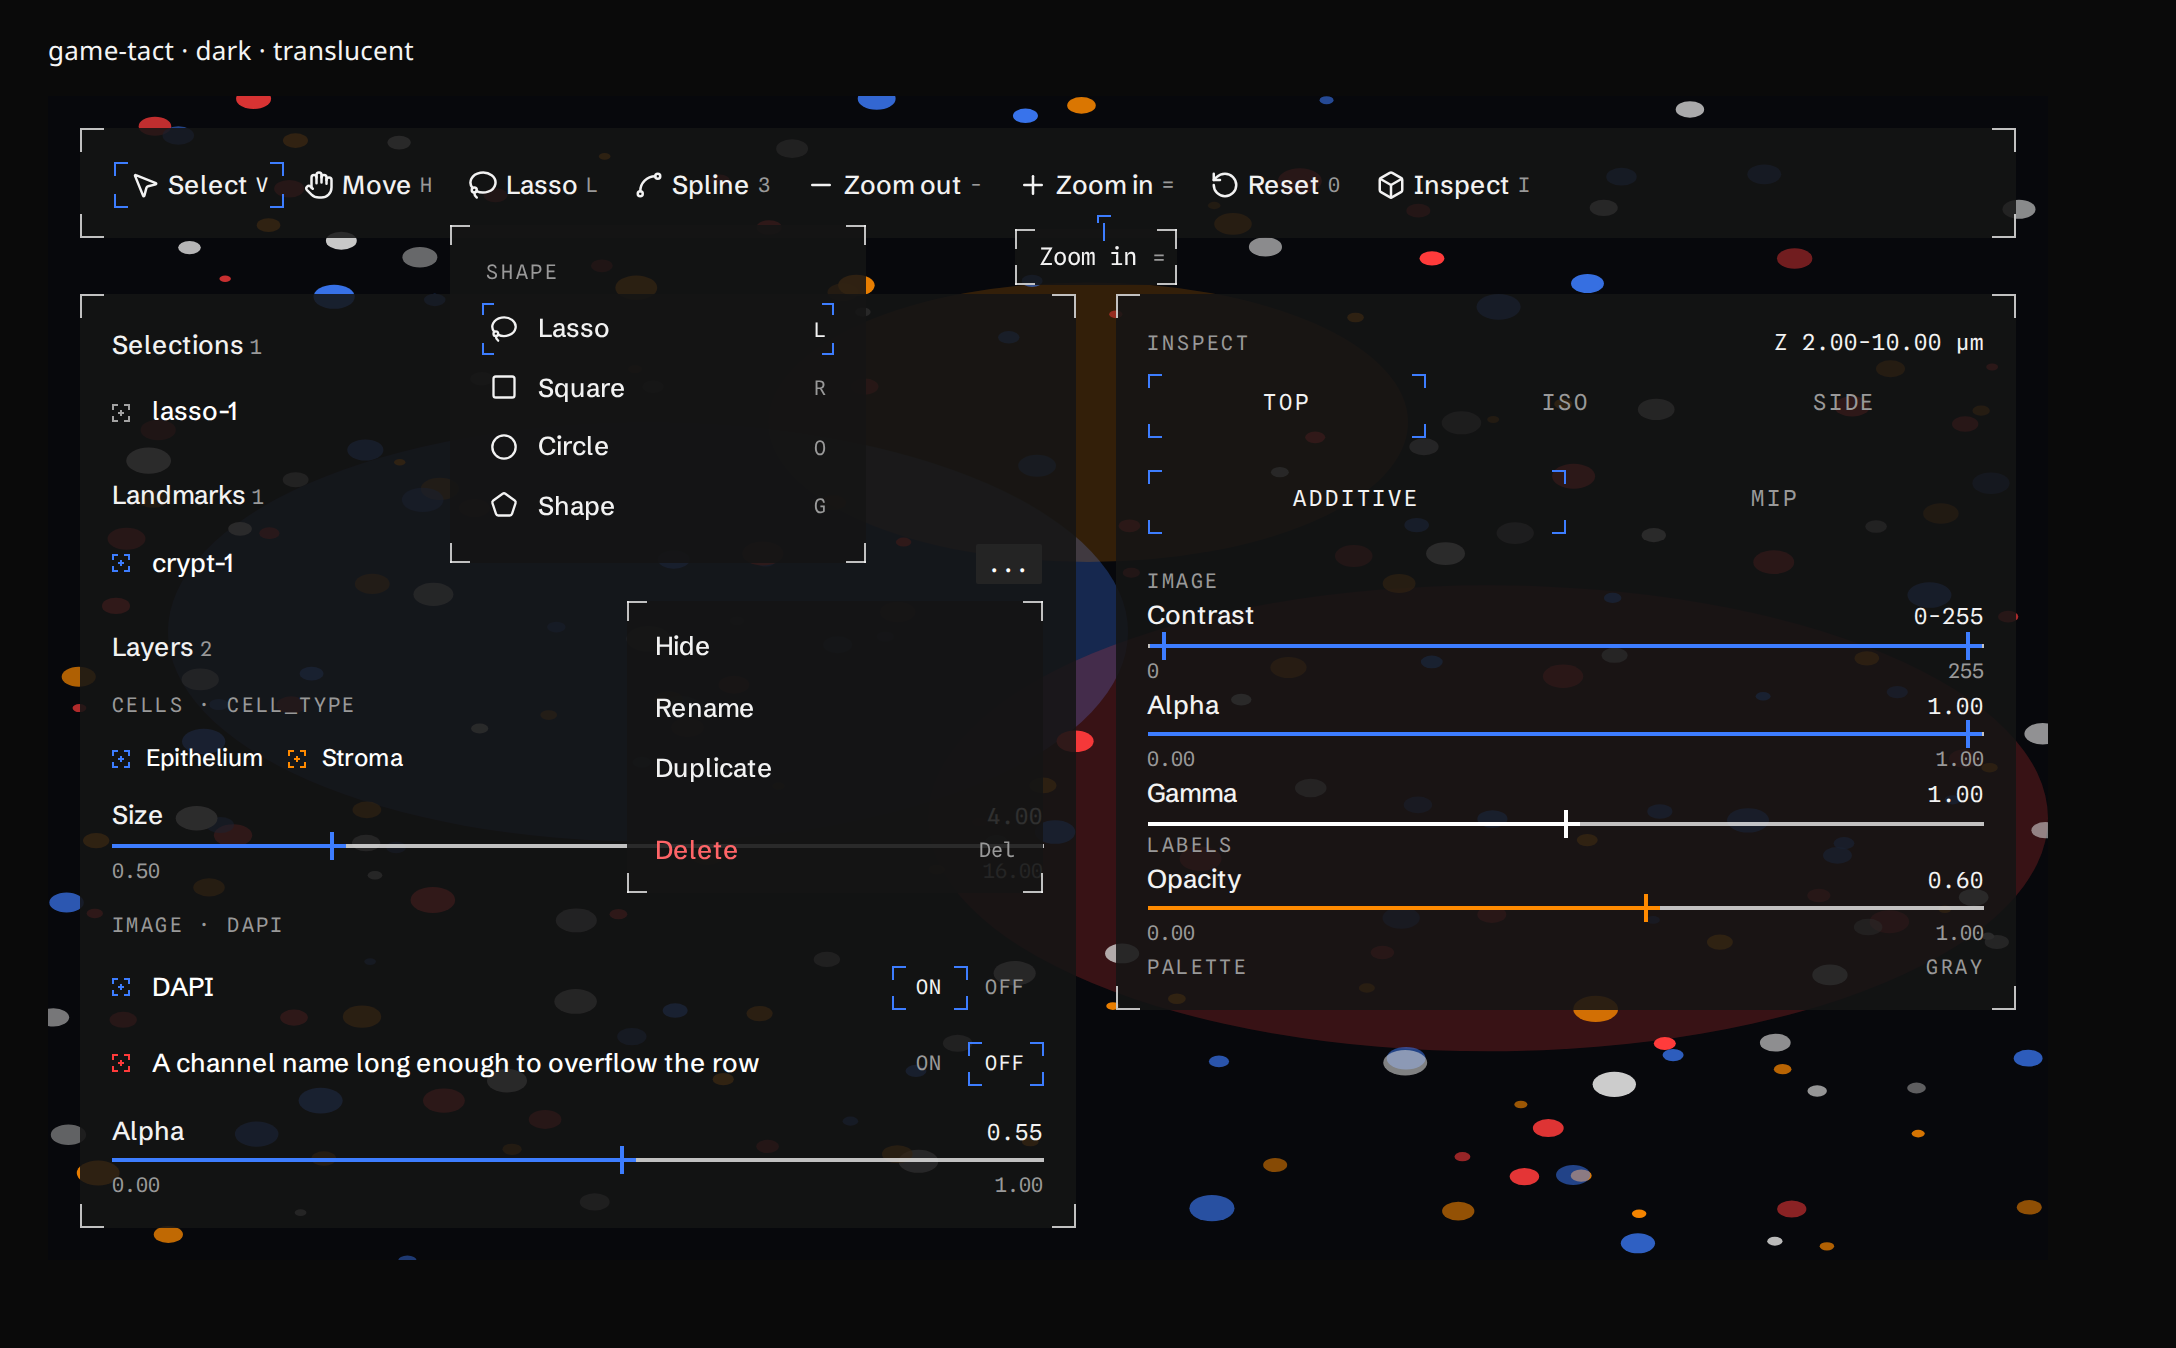 game-tact · dark · translucent
Select V Move H Lasso L Spline 3 Zoom out - Zoom in = Reset 0 Inspect I
Zoom in =
SHAPE
Lasso L
Square R
Circle O
Shape G
Selections 1
lasso-1
Landmarks 1
crypt-1 ...
Hide
Rename
Duplicate
Delete Del
Layers 2
CELLS · CELL_TYPE
Epithelium Stroma
Size 4.00
0.50 16.00
IMAGE · DAPI
DAPI ON OFF
A channel name long enough to overflow the row ON OFF
Alpha 0.55
0.00 1.00
INSPECT Z 2.00-10.00 µm
TOP ISO SIDE
ADDITIVE MIP
IMAGE
Contrast 0-255
0 255
Alpha 1.00
0.00 1.00
Gamma 1.00
LABELS
Opacity 0.60
0.00 1.00
PALETTE GRAY